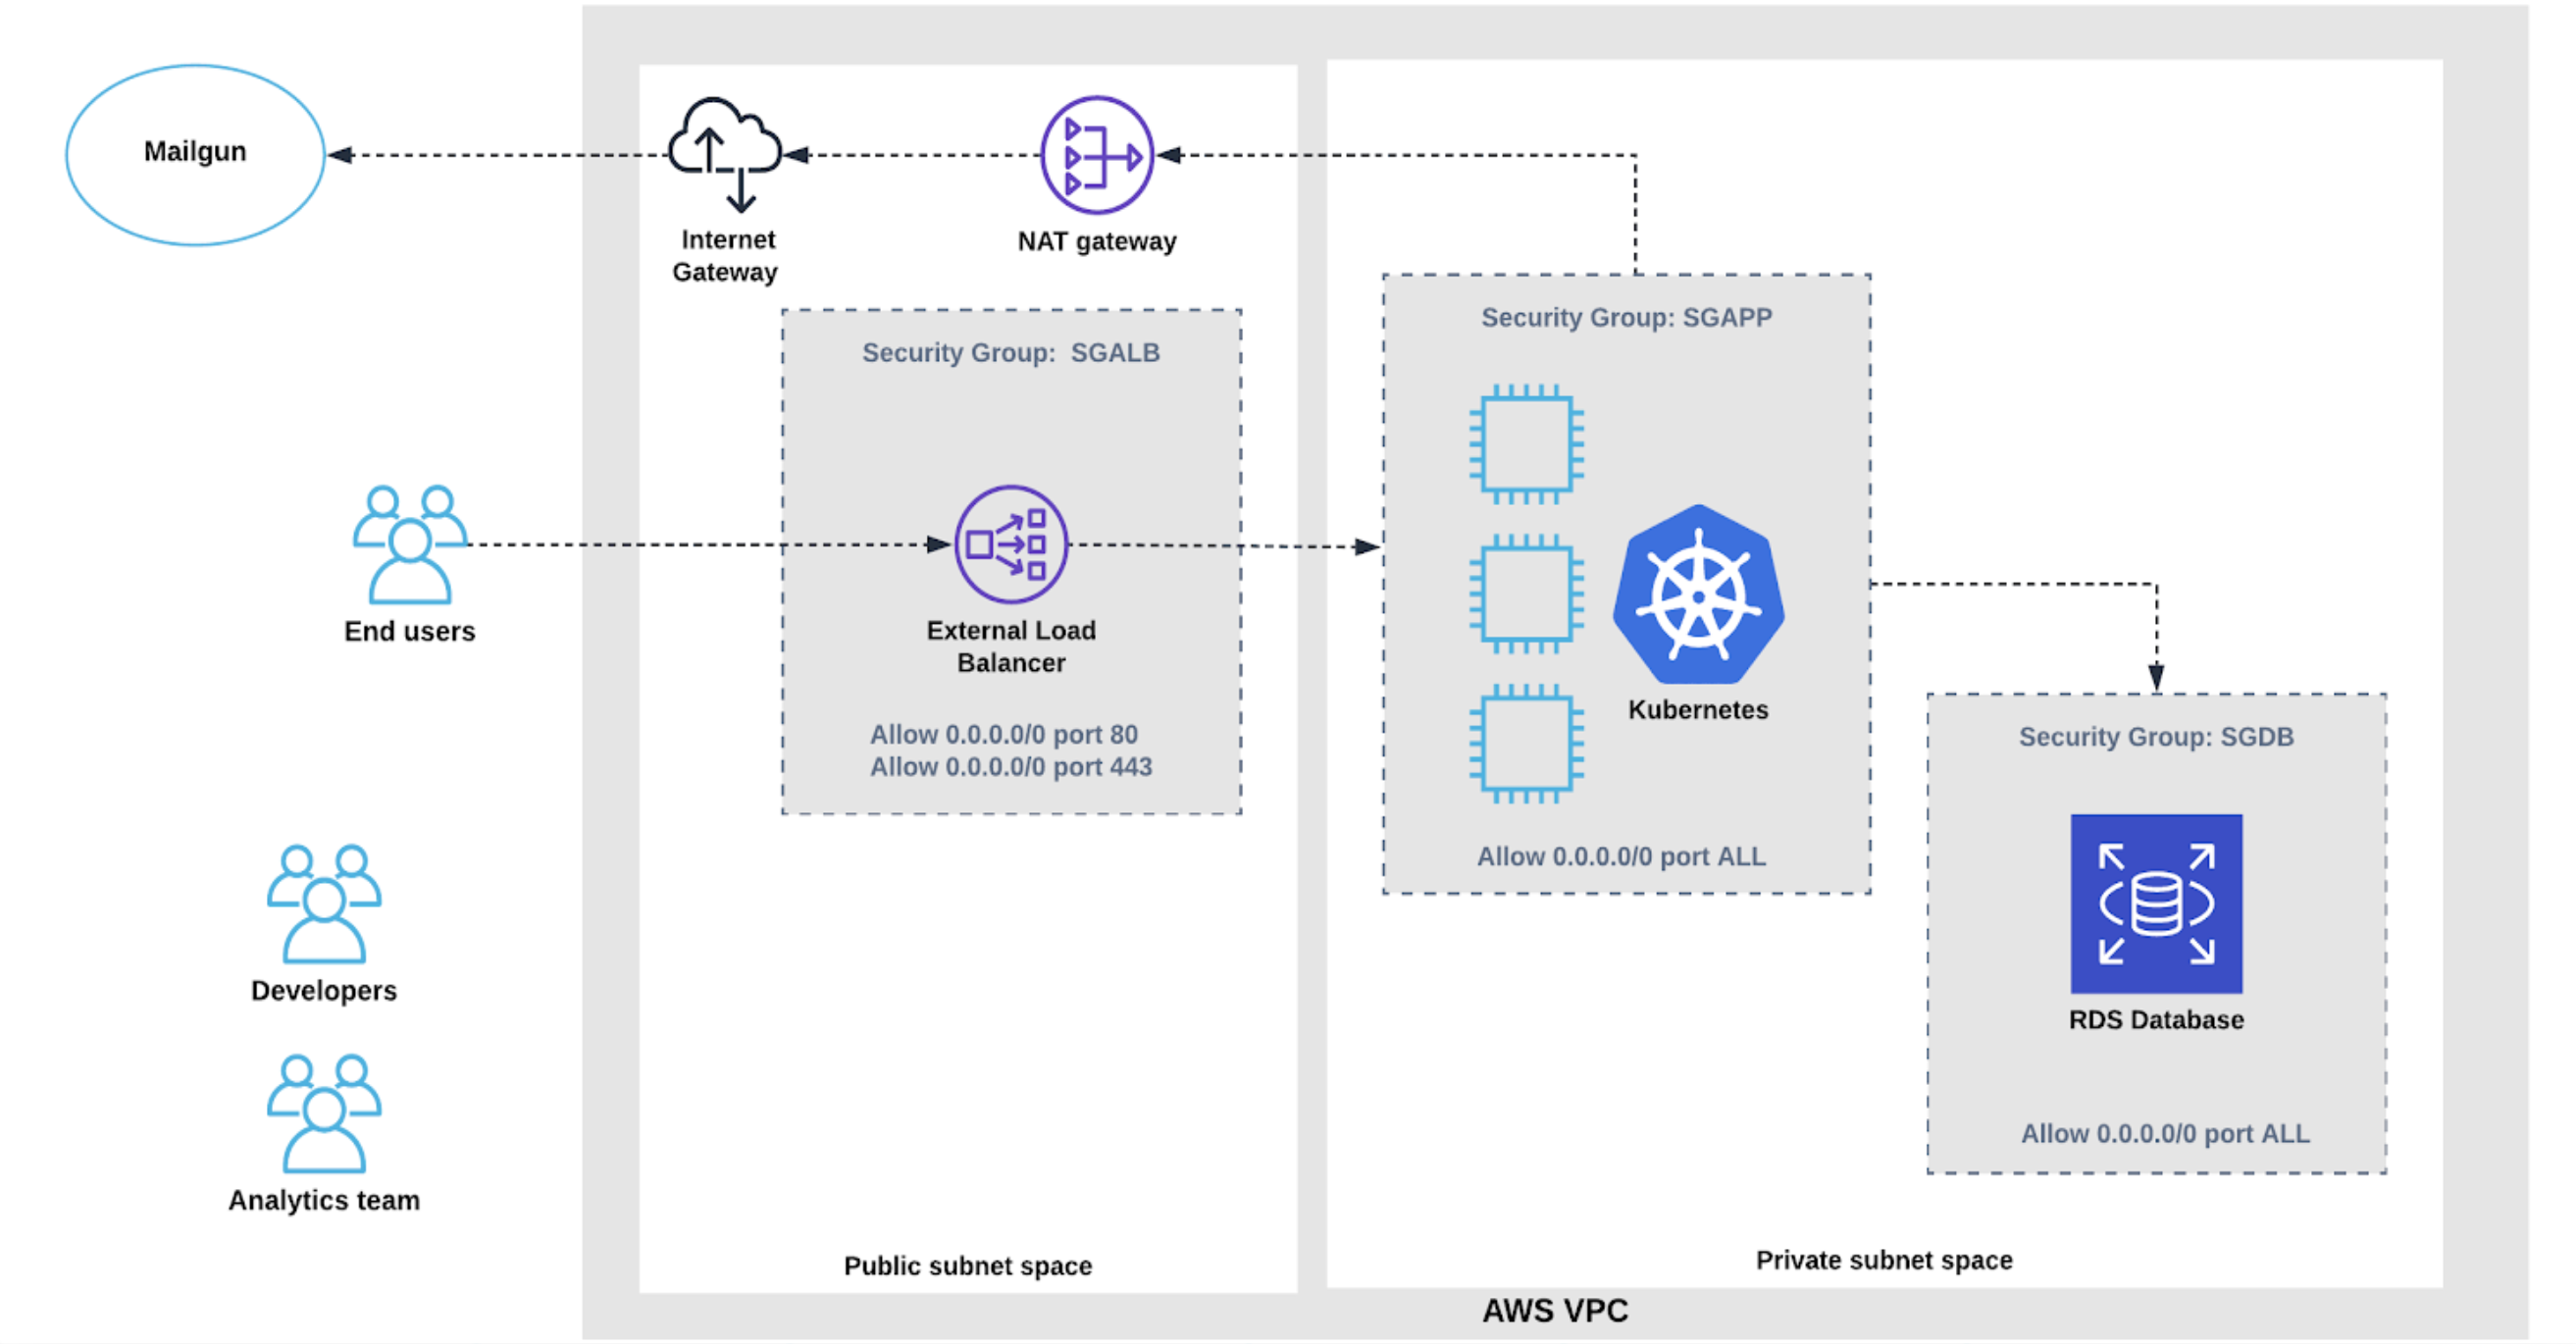 Mailgun
Internet
Gateway
NAT gateway
Security Group: SGALB
External Load
Balancer
Allow 0.0.0.0/0 port 80
Allow 0.0.0.0/0 port 443
Security Group: SGAPP
Kubernetes
Allow 0.0.0.0/0 port ALL
Security Group: SGDB
RDS Database
Allow 0.0.0.0/0 port ALL
End users
Developers
Analytics team
Public subnet space
Private subnet space
AWS VPC